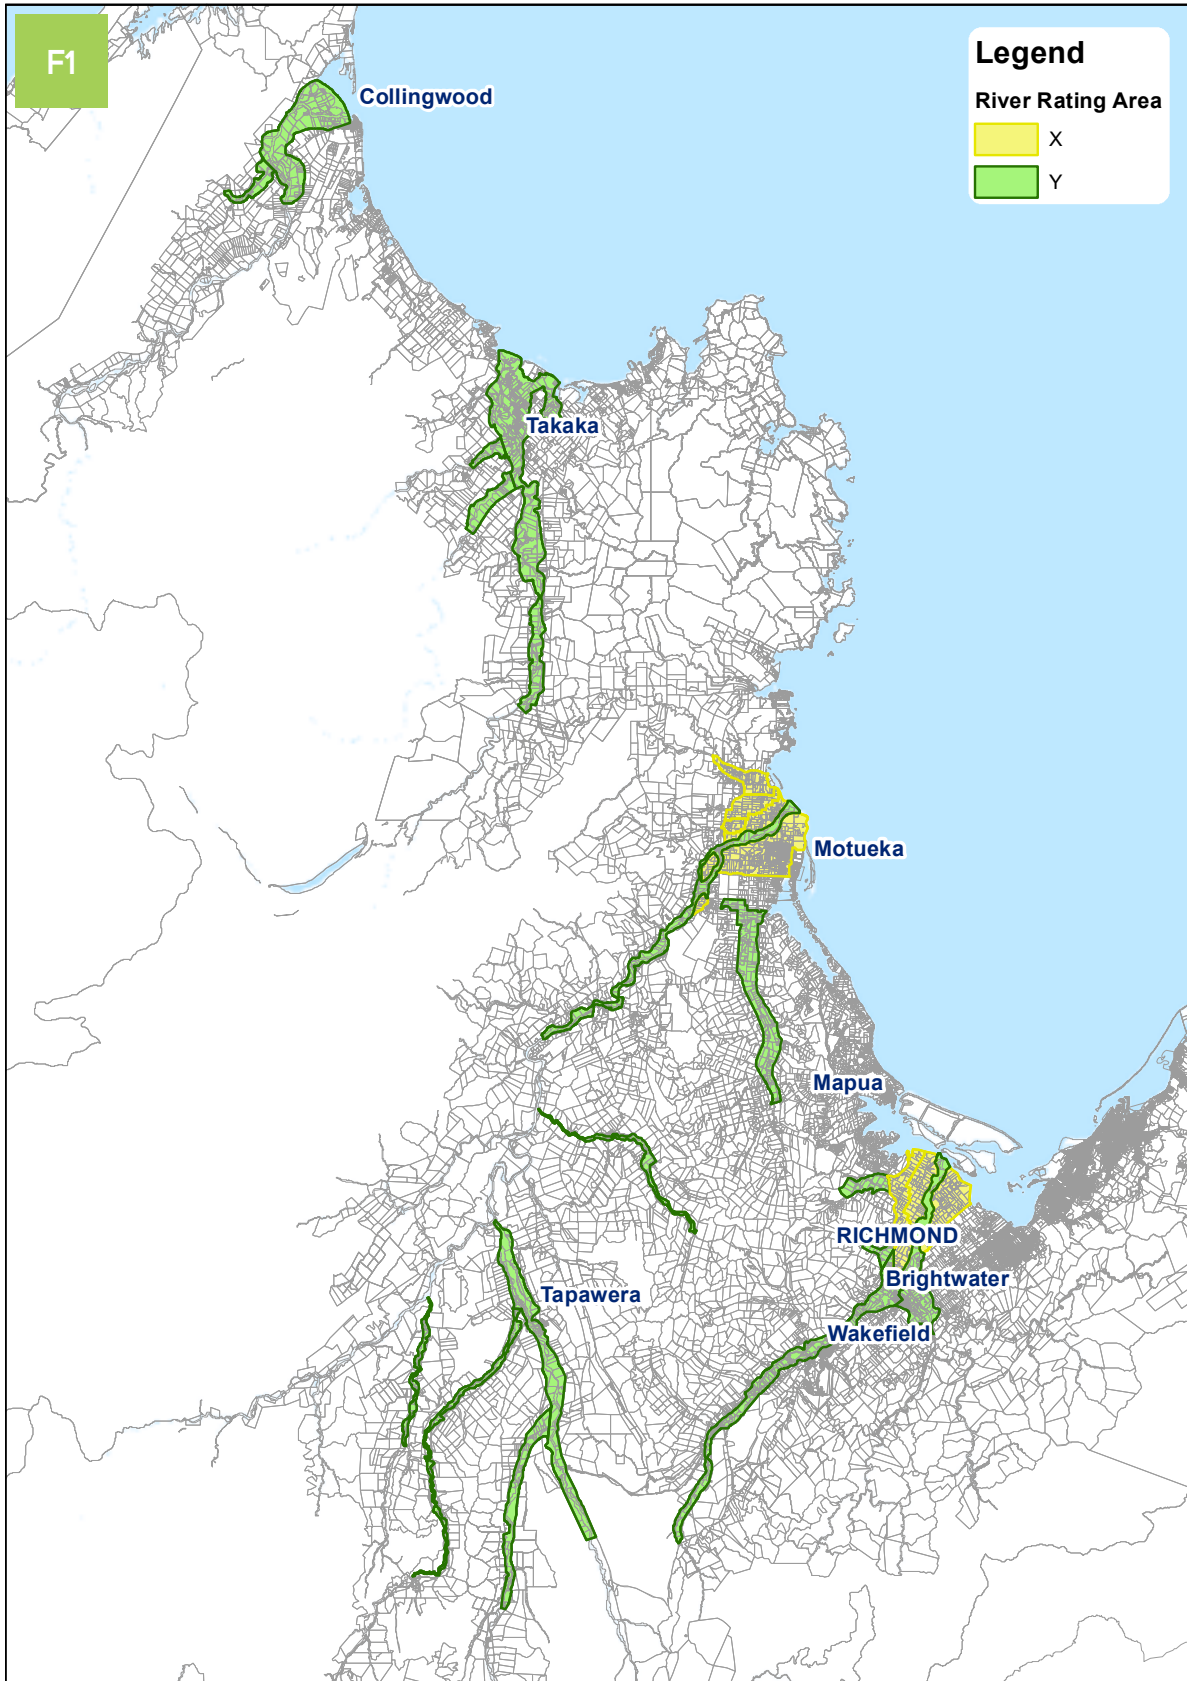 F1
Legend
River Rating Area
X
Y
Collingwood
Takaka
Motueka
Mapua
RICHMOND
Brightwater
Tapawera
Wakefield